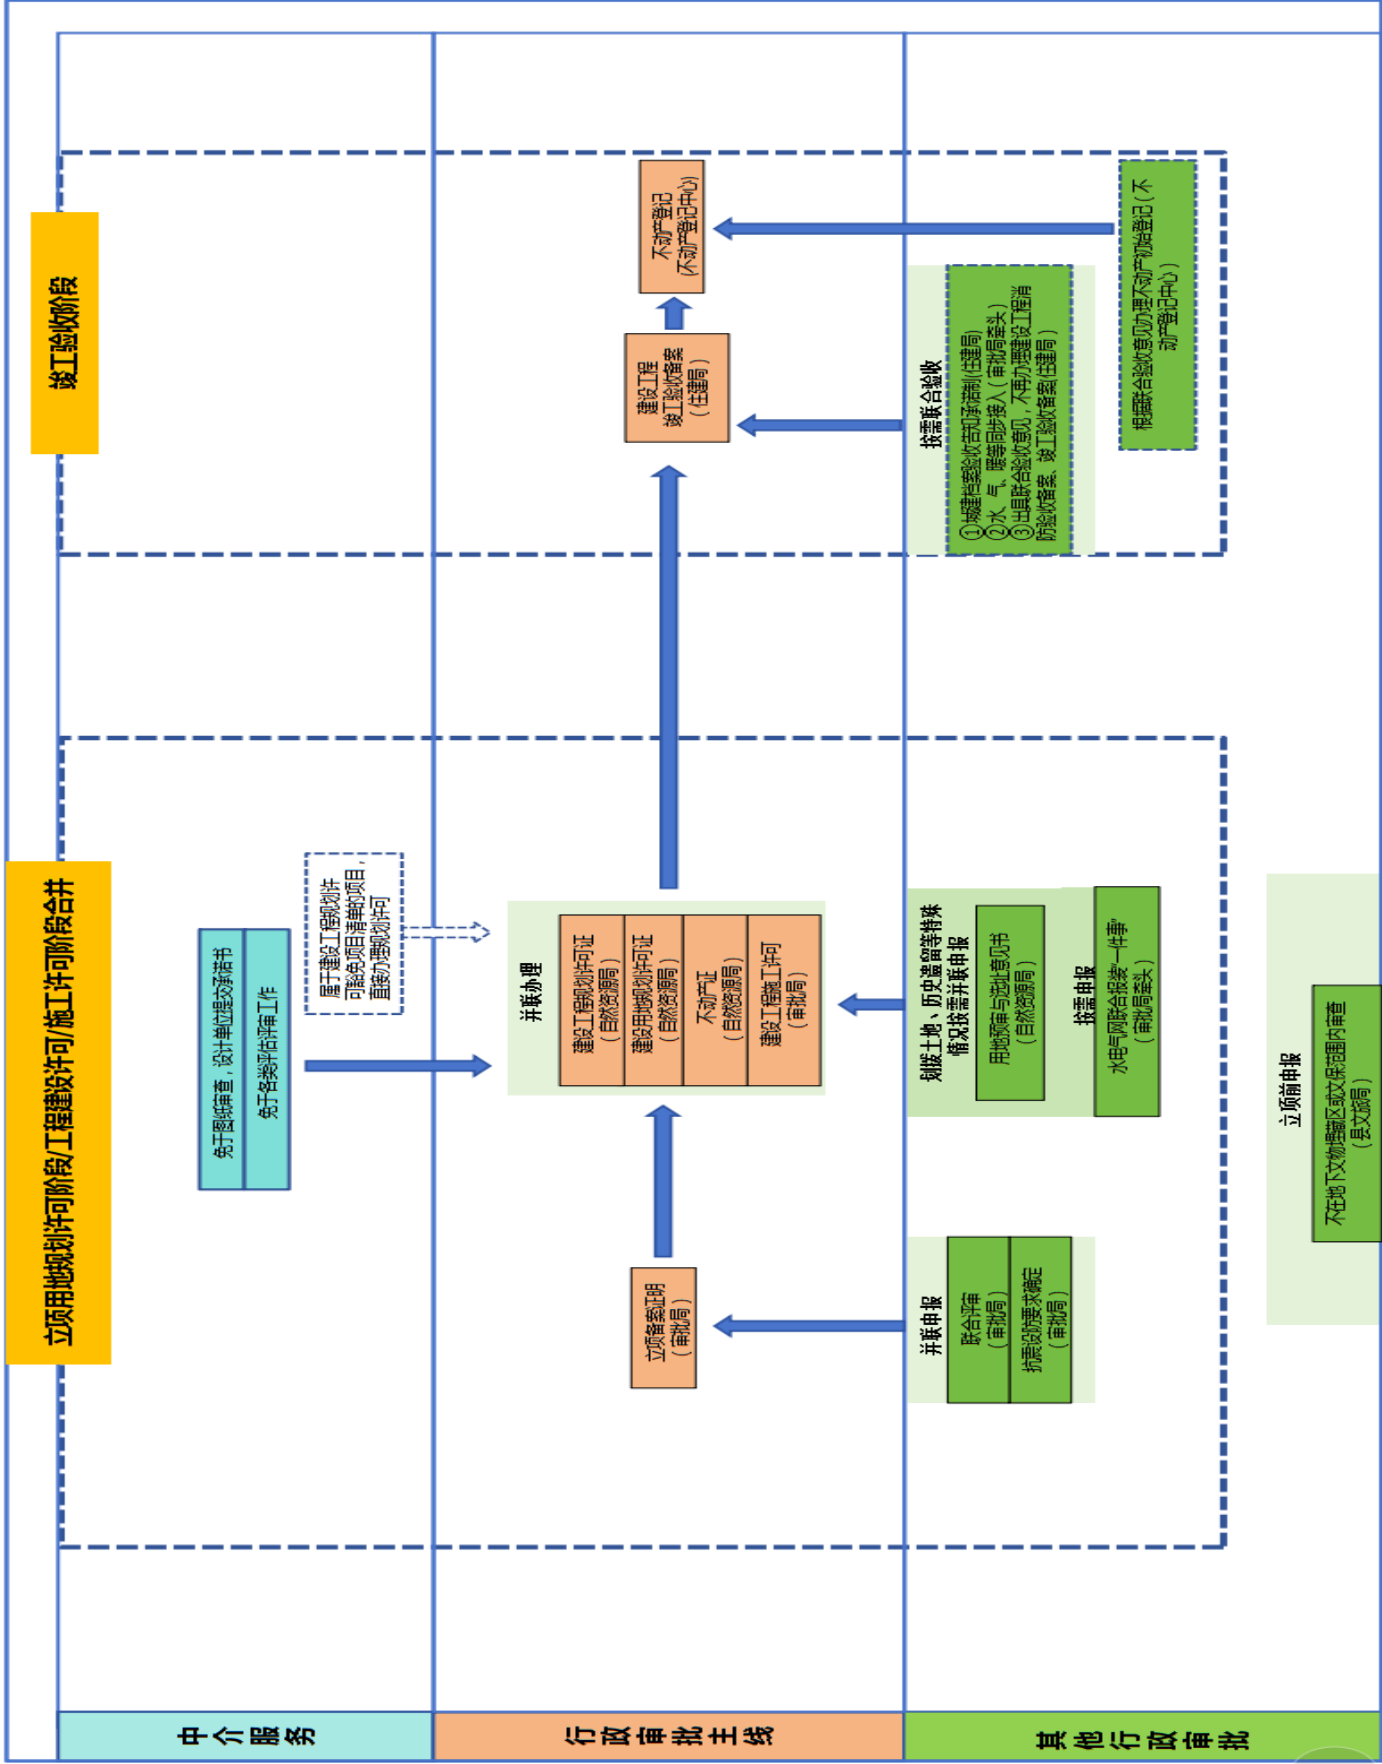 立项用地规划许可阶段/工程建设许可/施工许可阶段合并
竣工验收阶段
中介服务
免于图纸审查，设计单位提交承诺书
免于各类评估评审工作
属于建设工程规划许
可豁免项目清单的项目，
直接办理规划许可
行政审批主线
立项备案证明
（审批局）
并联办理
建设工程规划许可证
（自然资源局）
建设用地规划许可证
（自然资源局）
不动产证
（自然资源局）
建设工程施工许可
（审批局）
建设工程
竣工验收备案
（住建局）
不动产登记
(不动产登记中心)
其他行政审批
并联申报
联合评审
（审批局）
抗震设防要求确定
（审批局）
划拨土地、历史遗留等特殊
情况按需并联申报
用地预审与选址意见书
（自然资源局）
按需申报
水电气网联合报装“一件事”
（审批局牵头）
按需联合验收
①城建档案验收告知承诺制(住建局)
②水、气、暖等同步接入（审批局牵头）
③出具联合验收意见，不再办理建设工程消
防验收备案、竣工验收备案(住建局)
根据联合验收意见办理不动产初始登记（不
动产登记中心）
立项前申报
不在地下文物埋藏区或文保范围内审查
（县文旅局）